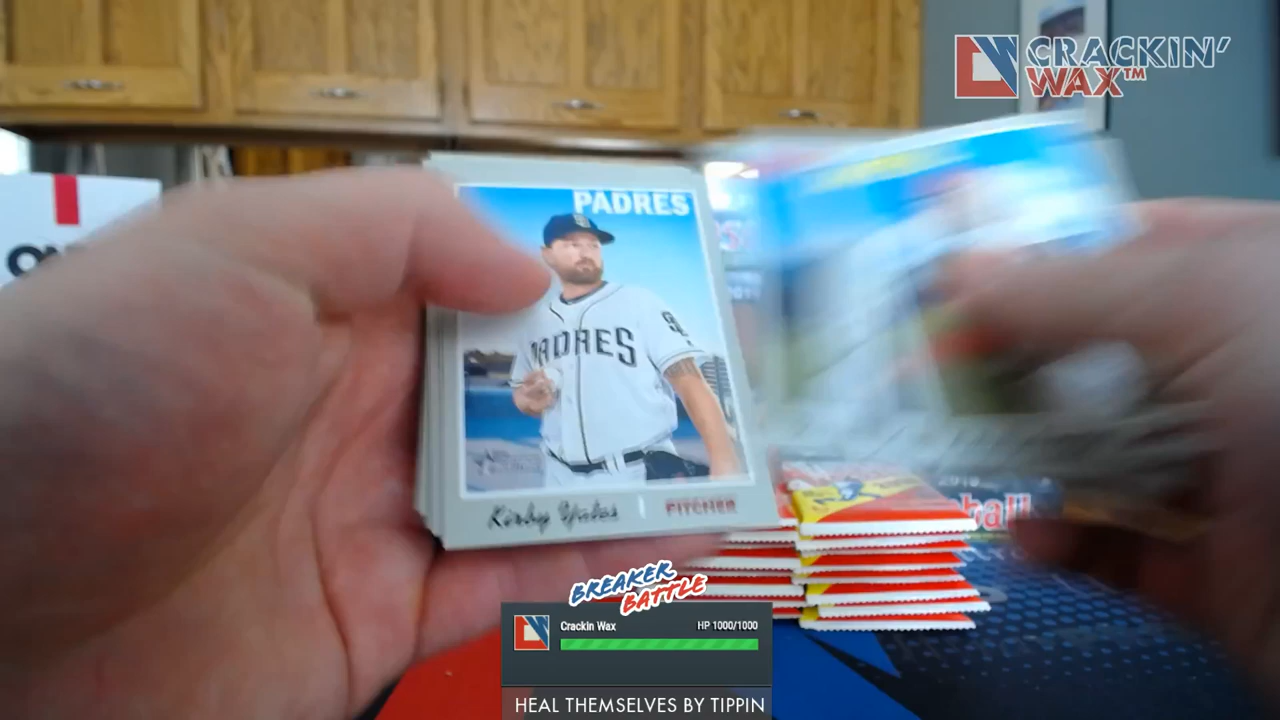 CRACKIN'
WAX™
PADRES
PADRES
Kirby Yates
PITCHER
BREAKER
BATTLE
Crackin Wax
HP 1000/1000
HEAL THEMSELVES BY TIPPIN